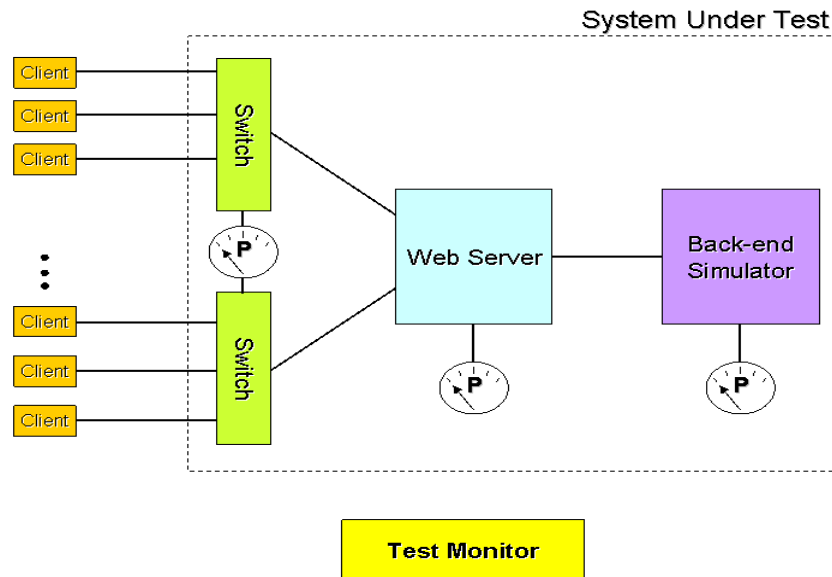 System Under Test
Client
Client
Client
Switch
P
Client
Client
Client
Switch
Web Server
P
Back-end
Simulator
P
Test Monitor